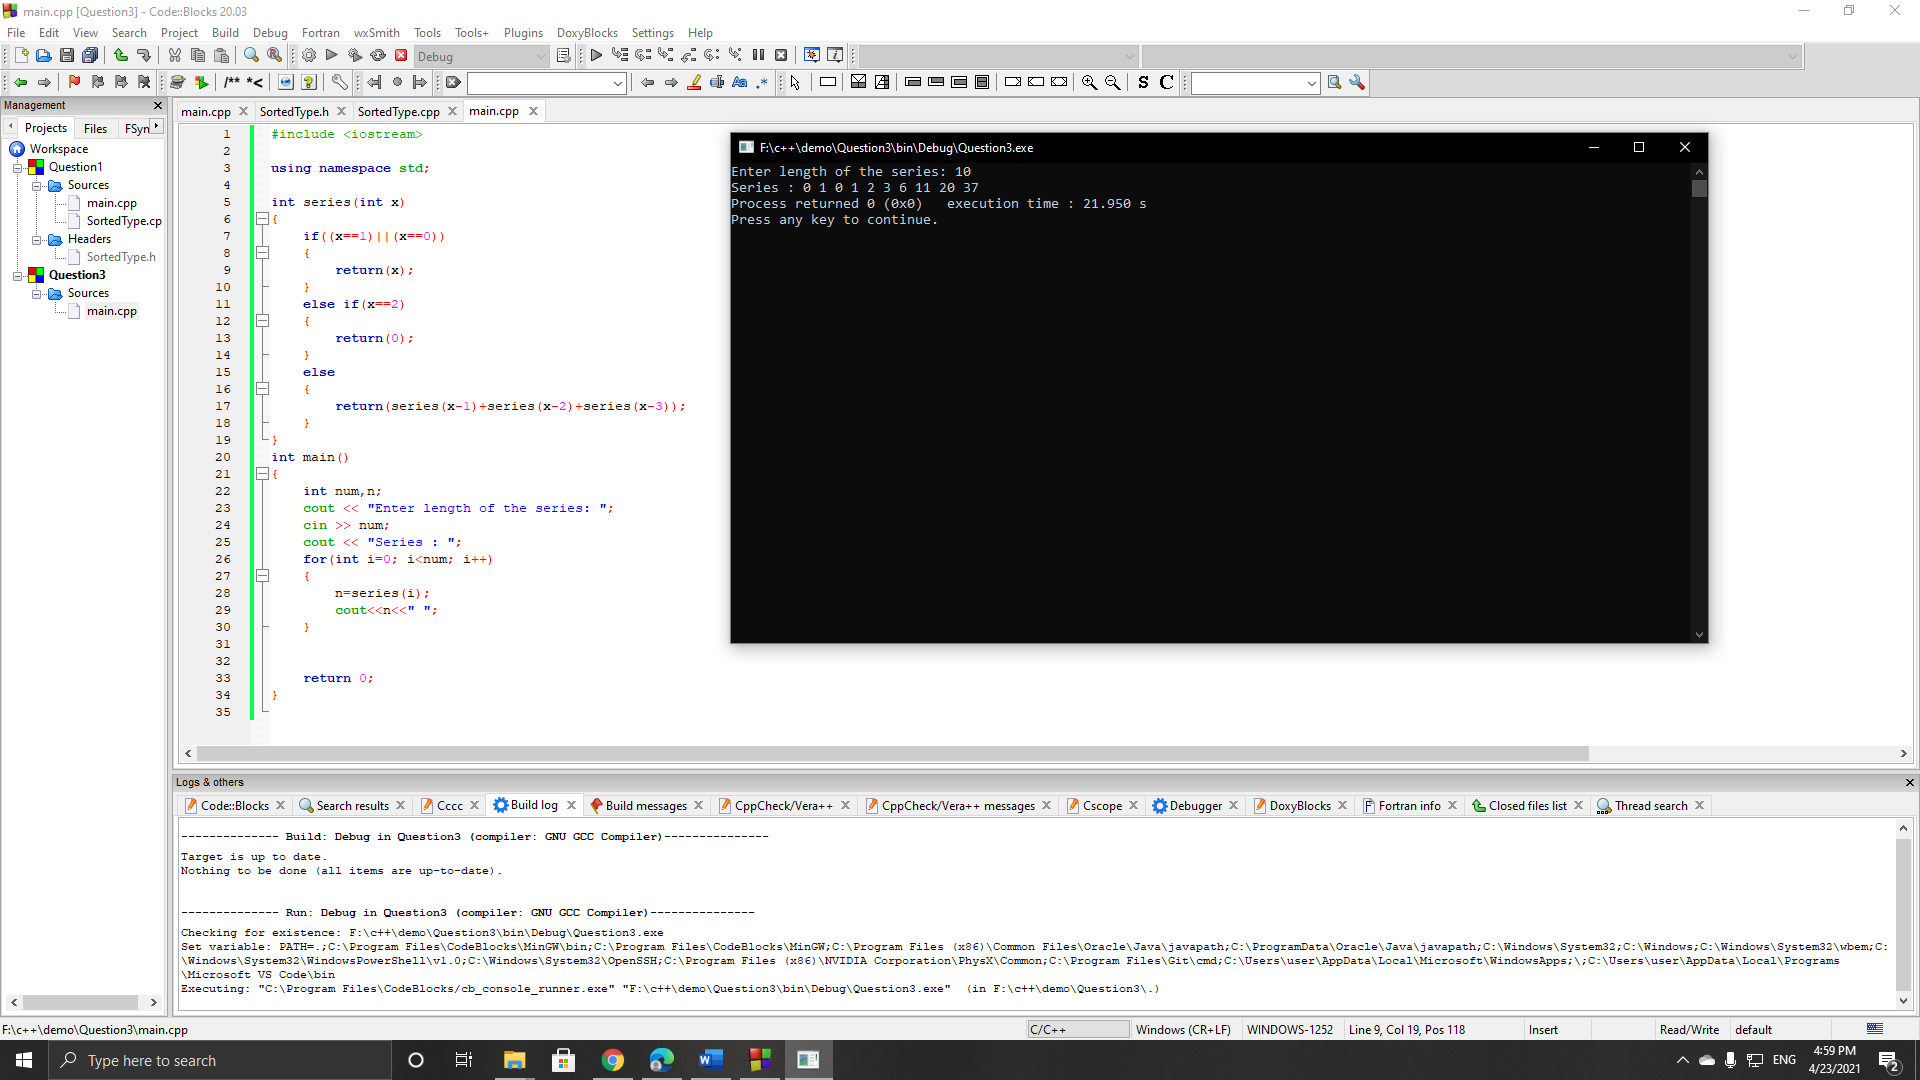 main.cpp [Question3] - Code::Blocks 20.03
File Edit View Search Project Build Debug Fortran wxSmith Tools Tools+ Plugins DoxyBlocks Settings Help
Debug
/** *< Aa .* S C
Management
Projects Files FSyn
Workspace
Question1
Sources
main.cpp
SortedType.cp
Headers
SortedType.h
Question3
Sources
main.cpp
main.cpp SortedType.h SortedType.cpp main.cpp
1 #include <iostream>
2
3 using namespace std;
4
5 int series(int x)
6 {
7 if((x==1)||(x==0))
8 {
9 return(x);
10 }
11 else if(x==2)
12 {
13 return(0);
14 }
15 else
16 {
17 return(series(x-1)+series(x-2)+series(x-3));
18 }
19 }
20 int main()
21 {
22 int num,n;
23 cout << "Enter length of the series: ";
24 cin >> num;
25 cout << "Series : ";
26 for(int i=0; i<num; i++)
27 {
28 n=series(i);
29 cout<<n<<" ";
30 }
31
32
33 return 0;
34 }
35
F:\c++\demo\Question3\bin\Debug\Question3.exe
Enter length of the series: 10
Series : 0 1 0 1 2 3 6 11 20 37
Process returned 0 (0x0)   execution time : 21.950 s
Press any key to continue.
Logs & others
Code::Blocks Search results Cccc Build log Build messages CppCheck/Vera++ CppCheck/Vera++ messages Cscope Debugger DoxyBlocks Fortran info Closed files list Thread search
-------------- Build: Debug in Question3 (compiler: GNU GCC Compiler)---------------
Target is up to date.
Nothing to be done (all items are up-to-date).
-------------- Run: Debug in Question3 (compiler: GNU GCC Compiler)---------------
Checking for existence: F:\c++\demo\Question3\bin\Debug\Question3.exe
Set variable: PATH=.;C:\Program Files\CodeBlocks\MinGW\bin;C:\Program Files\CodeBlocks\MinGW;C:\Program Files (x86)\Common Files\Oracle\Java\javapath;C:\ProgramData\Oracle\Java\javapath;C:\Windows\System32;C:\Windows;C:\Windows\System32\wbem;C:
\Windows\System32\WindowsPowerShell\v1.0;C:\Windows\System32\OpenSSH;C:\Program Files (x86)\NVIDIA Corporation\PhysX\Common;C:\Program Files\Git\cmd;C:\Users\user\AppData\Local\Microsoft\WindowsApps;\;C:\Users\user\AppData\Local\Programs
\Microsoft VS Code\bin
Executing: "C:\Program Files\CodeBlocks/cb_console_runner.exe" "F:\c++\demo\Question3\bin\Debug\Question3.exe"  (in F:\c++\demo\Question3\.)
F:\c++\demo\Question3\main.cpp C/C++ Windows (CR+LF) WINDOWS-1252 Line 9, Col 19, Pos 118 Insert Read/Write default
Type here to search
ENG
4:59 PM
4/23/2021
2